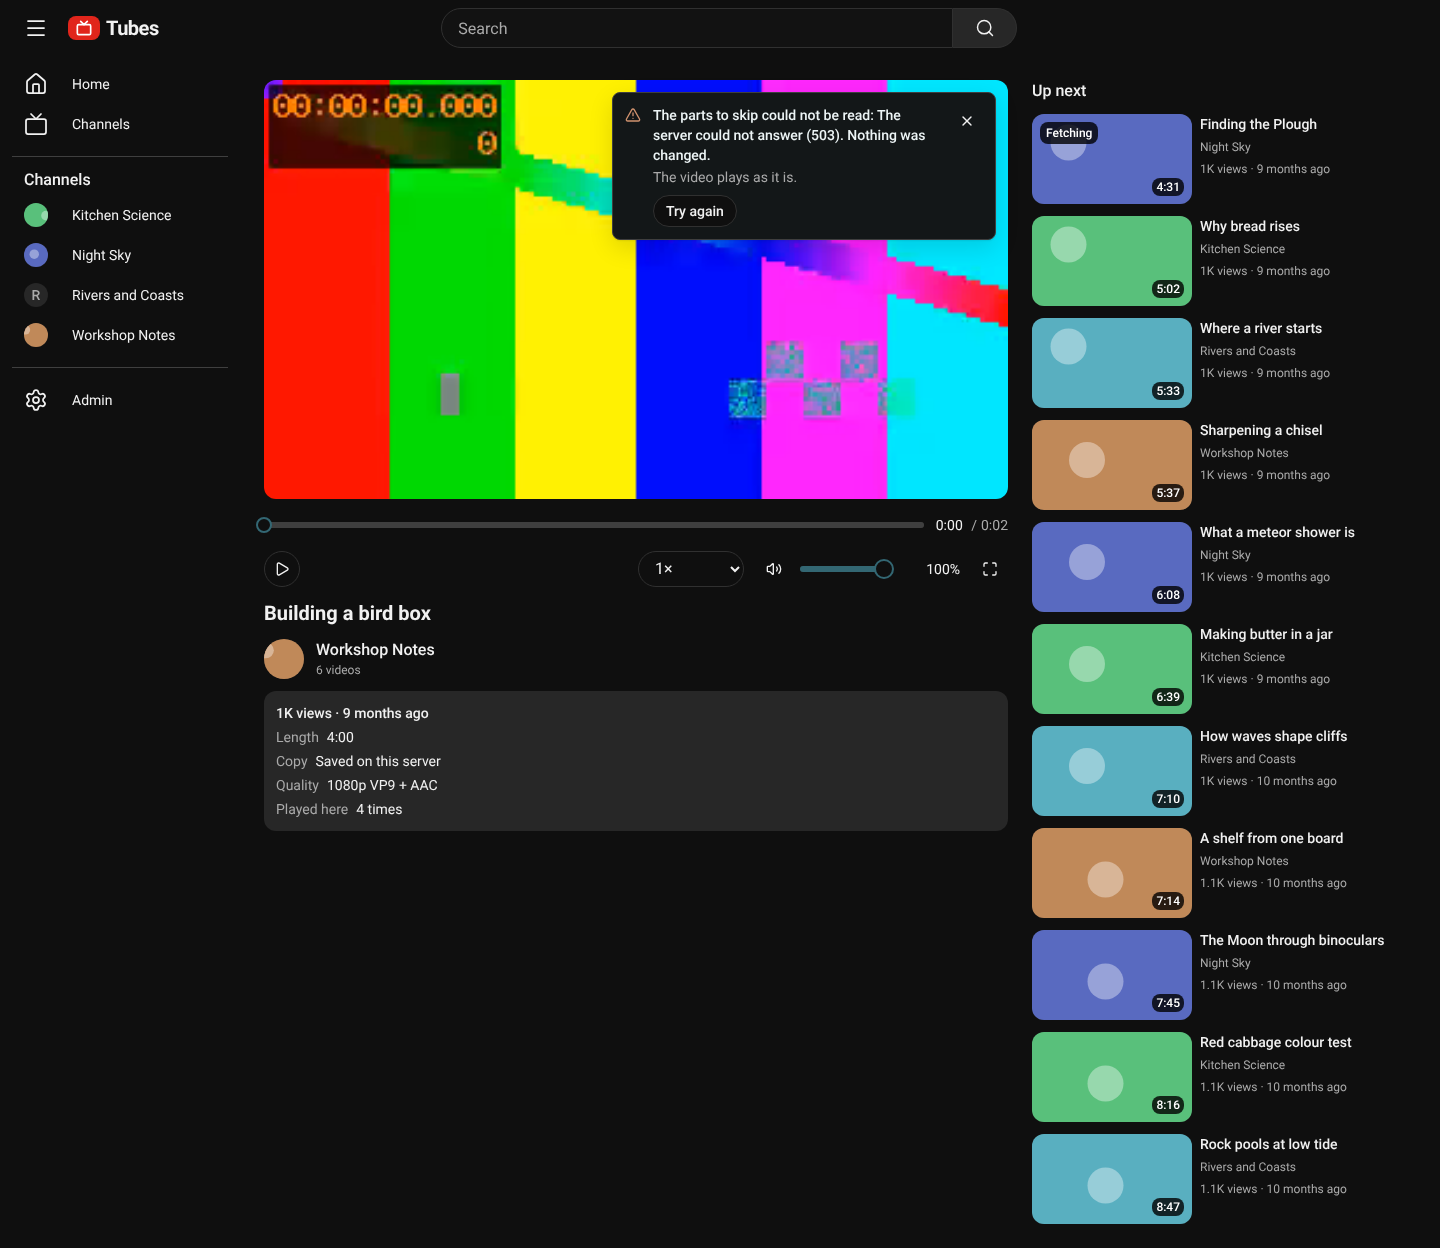 Tubes
Search
Home
Channels
Channels
Kitchen Science
Night Sky
R
Rivers and Coasts
Workshop Notes
Admin
00:00:00.000
0
The parts to skip could not be read: The
server could not answer (503). Nothing was
changed.
The video plays as it is.
Try again
0:00 / 0:02
1×
100%
Building a bird box
Workshop Notes
6 videos
1K views · 9 months ago
Length 4:00
Copy Saved on this server
Quality 1080p VP9 + AAC
Played here 4 times
Up next
Fetching
4:31
Finding the Plough
Night Sky
1K views · 9 months ago
5:02
Why bread rises
Kitchen Science
1K views · 9 months ago
5:33
Where a river starts
Rivers and Coasts
1K views · 9 months ago
5:37
Sharpening a chisel
Workshop Notes
1K views · 9 months ago
6:08
What a meteor shower is
Night Sky
1K views · 9 months ago
6:39
Making butter in a jar
Kitchen Science
1K views · 9 months ago
7:10
How waves shape cliffs
Rivers and Coasts
1K views · 10 months ago
7:14
A shelf from one board
Workshop Notes
1.1K views · 10 months ago
7:45
The Moon through binoculars
Night Sky
1.1K views · 10 months ago
8:16
Red cabbage colour test
Kitchen Science
1.1K views · 10 months ago
8:47
Rock pools at low tide
Rivers and Coasts
1.1K views · 10 months ago